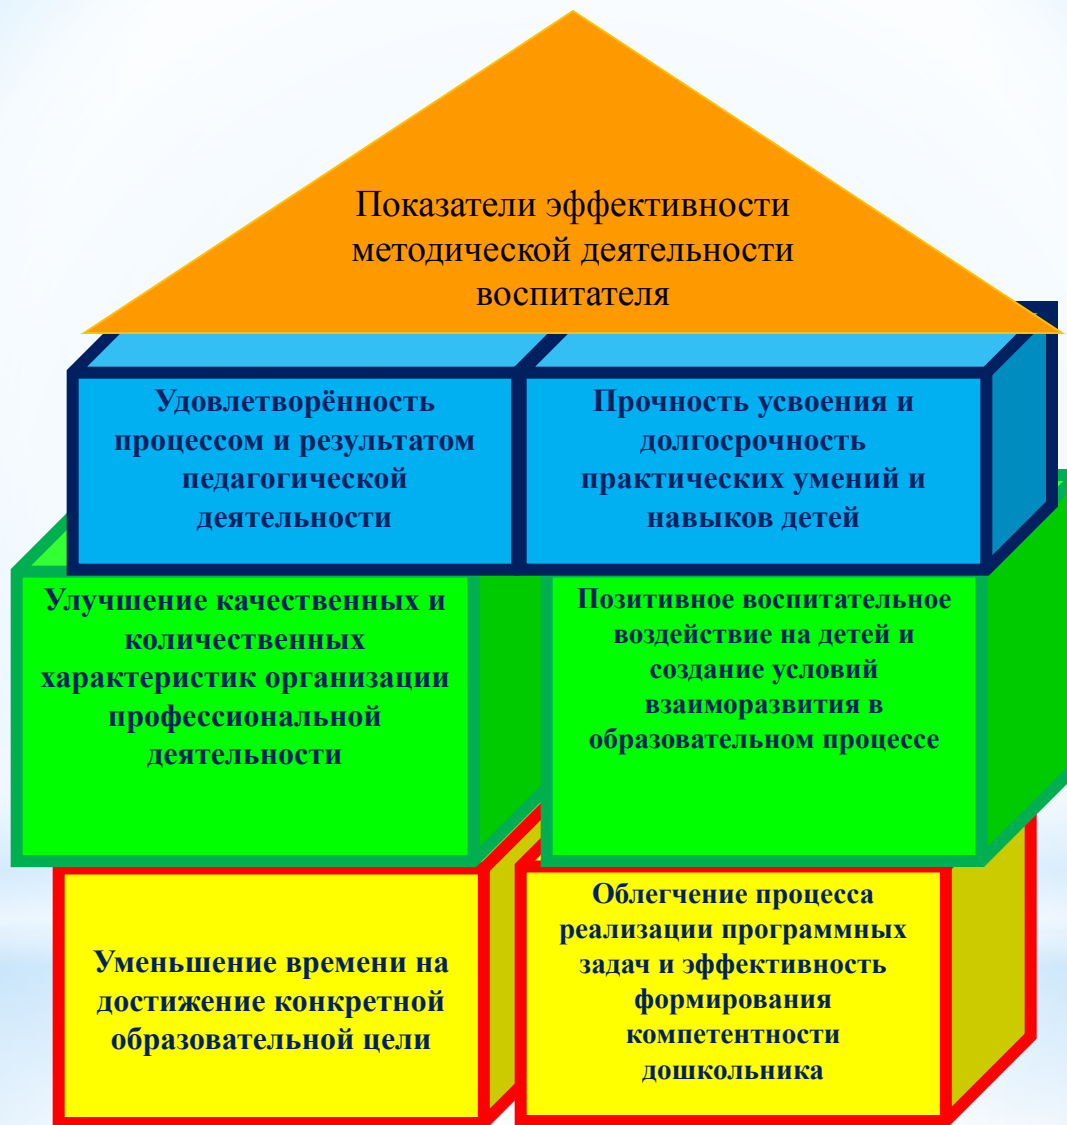 Показатели эффективности
методической деятельности
воспитателя
Удовлетворённость
процессом и результатом
педагогической
деятельности
Прочность усвоения и
долгосрочность
практических умений и
навыков детей
Улучшение качественных и
количественных
характеристик организации
профессиональной
деятельности
Позитивное воспитательное
воздействие на детей и
создание условий
взаиморазвития в
образовательном процессе
Уменьшение времени на
достижение конкретной
образовательной цели
Облегчение процесса
реализации программных
задач и эффективность
формирования
компетентности
дошкольника